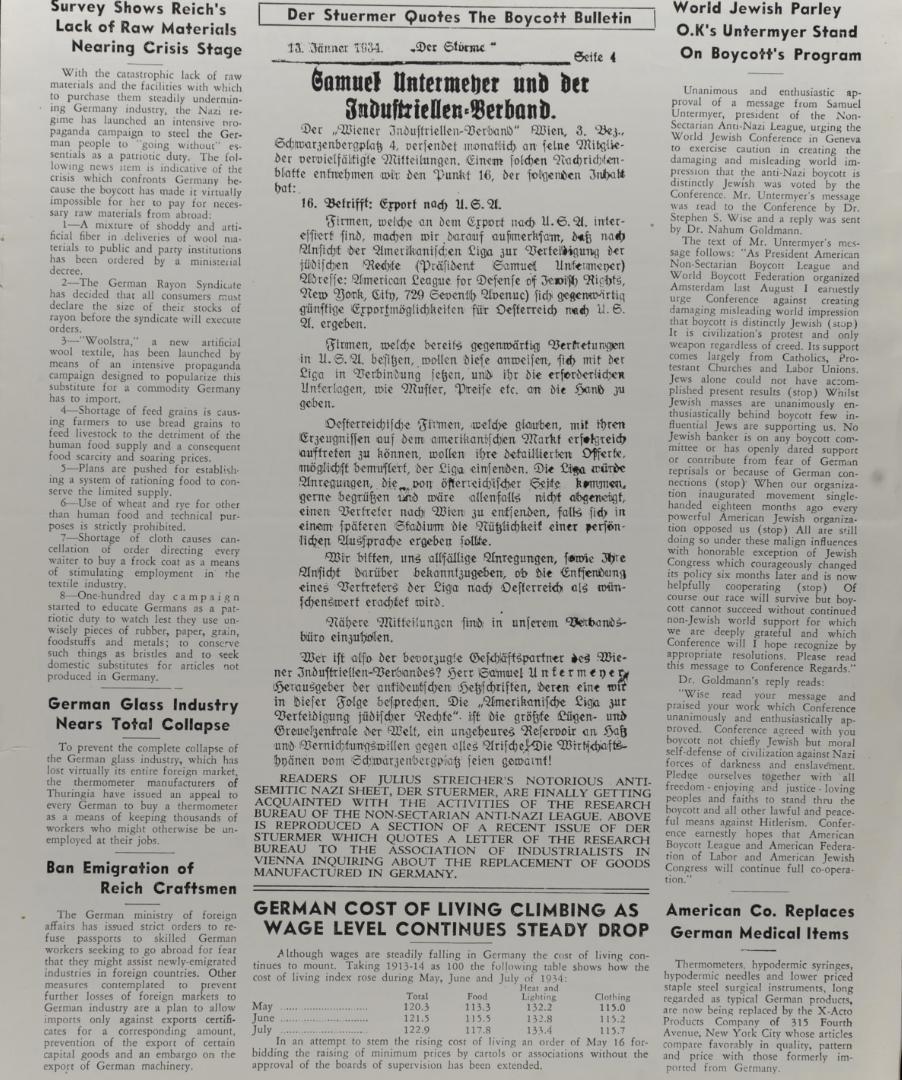 Survey Shows Reich's
Lack of Raw Materials
Nearing Crisis Stage
With the catastrophic lack of raw
materials and the facilities with which
to purchase them steadily undermin-
ing Germany industry, the Nazi re-
gime has launched an intensive pro-
paganda campaign to steel the Ger-
man people to "going without" es-
sentials as a patriotic duty. The fol-
lowing news item is indicative of the
crisis which confronts Germany be-
cause the boycott has made it virtually
impossible for her to pay for neces-
sary raw materials from abroad:
1—A mixture of shoddy and arti-
ficial fiber in deliveries of wool ma-
terials to public and party institutions
has been ordered by a ministerial
decree.
2—The German Rayon Syndicate
has decided that all consumers must
declare the size of their stocks of
rayon before the syndicate will execute
orders.
3—"Woolstra," a new artificial
wool textile, has been launched by
means of an intensive propaganda
campaign designed to popularize this
substitute for a commodity Germany
has to import.
4—Shortage of feed grains is caus-
ing farmers to use bread grains to
feed livestock to the detriment of the
human food supply and a consequent
food scarcity and soaring prices.
5—Plans are pushed for establish-
ing a system of rationing food to con-
serve the limited supply.
6—Use of wheat and rye for other
than human food and technical pur-
poses is strictly prohibited.
7—Shortage of cloth causes can-
cellation of order directing every
waiter to buy a frock coat as a means
of stimulating employment in the
textile industry.
8—One-hundred day campaign
started to educate Germans as a pat-
riotic duty to watch lest they use un-
wisely pieces of rubber, paper, grain,
foodstuffs and metals; to conserve
such things as bristles and to seek
domestic substitutes for articles not
produced in Germany.
German Glass Industry
Nears Total Collapse
To prevent the complete collapse of
the German glass industry, which has
lost virtually its entire foreign market,
the thermometer manufacturers of
Thuringia have issued an appeal to
every German to buy a thermometer
as a means of keeping thousands of
workers who might otherwise be un-
employed at their jobs.
Ban Emigration of
Reich Craftsmen
The German ministry of foreign
affairs has issued strict orders to re-
fuse passports to skilled German
workers seeking to go abroad for fear
that they might assist newly-emigrated
industries in foreign countries. Other
measures contemplated to prevent
further losses of foreign markets to
German industry are a plan to allow
imports only against exports certifi-
cates for a corresponding amount,
prevention of the export of certain
capital goods and an embargo on the
export of German machinery.
Der Stuermer Quotes The Boycott Bulletin
13. Jänner 1934. „Der Stürme " Seite 4
Samuel Untermeyer und der
Industriellen-Verband.
Der „Wiener Industriellen-Verband" Wien, 3. Bez.,
Schwarzenbergplatz 4, versendet monatlich an seine Mitglie-
der vervielfältigte Mitteilungen. Einem solchen Nachrichten-
blatte entnehmen wir den Punkt 16, der folgenden Inhalt
hat:
16. Betrifft: Export nach U. S. A.
Firmen, welche an dem Export nach U. S. A. inter-
essiert sind, machen wir darauf aufmerksam, daß nach
Ansicht der Amerikanischen Liga zur Verteidigung der
jüdischen Rechte (Präsident Samuel Untermeyer)
Adresse: American League for Defense of Jewish Rights,
New York, City, 729 Seventh Avenue) sich gegenwärtig
günstige Exportmöglichkeiten für Oesterreich nach U. S.
A. ergeben.
Firmen, welche bereits gegenwärtig Vertretungen
in U. S. A. besitzen, wollen diese anweisen, sich mit der
Liga in Verbindung setzen, und ihr die erforderlichen
Unterlagen, wie Muster, Preise etc. an die Hand zu
geben.
Oesterreichische Firmen, welche glauben, mit ihren
Erzeugnissen auf dem amerikanischen Markt erfolgreich
auftreten zu können, wollen ihre detaillierten Offerte,
möglichst bemustert, der Liga einsenden. Die Liga würde
Anregungen, die von österreichischer Seite kommen,
gerne begrüßen und wäre allenfalls nicht abgeneigt,
einen Vertreter nach Wien zu entsenden, falls sich in
einem späteren Stadium die Nützlichkeit einer persön-
lichen Aussprache ergeben sollte.
Wir bitten, uns allfällige Anregungen, sowie Ihre
Ansicht darüber bekanntzugeben, ob die Entsendung
eines Vertreters der Liga nach Oesterreich als wün-
schenswert erachtet wird.
Nähere Mitteilungen sind in unserem Verbands-
büro einzuholen.
Wer ist also der bevorzugte Geschäftspartner des Wie-
ner Industriellen-Verbandes? Herr Samuel Untermeyer,
Herausgeber der antideutschen Hetzschriften, deren eine wir
in dieser Folge besprechen. Die „Amerikanische Liga zur
Verteidigung jüdischer Rechte" ist die größte Lügen- und
Greuelzentrale der Welt, ein ungeheures Reservoir an Haß
und Vernichtungswillen gegen alles Arische! Die Wirtschafts-
hyänen vom Schwarzenbergplatz seien gewarnt!
READERS OF JULIUS STREICHER'S NOTORIOUS ANTI-
SEMITIC NAZI SHEET, DER STUERMER, ARE FINALLY GETTING
ACQUAINTED WITH THE ACTIVITIES OF THE RESEARCH
BUREAU OF THE NON-SECTARIAN ANTI-NAZI LEAGUE. ABOVE
IS REPRODUCED A SECTION OF A RECENT ISSUE OF DER
STUERMER WHICH QUOTES A LETTER OF THE RESEARCH
BUREAU TO THE ASSOCIATION OF INDUSTRIALISTS IN
VIENNA INQUIRING ABOUT THE REPLACEMENT OF GOODS
MANUFACTURED IN GERMANY.
GERMAN COST OF LIVING CLIMBING AS
WAGE LEVEL CONTINUES STEADY DROP
Although wages are steadily falling in Germany the cost of living con-
tinues to mount. Taking 1913-14 as 100 the following table shows how the
cost of living index rose during May, June and July of 1934:
Total Food Heat and Lighting Clothing
May 120.3 113.3 132.2 115.0
June 121.5 115.5 132.8 115.2
July 122.9 117.8 133.4 115.7
In an attempt to stem the rising cost of living an order of May 16 for-
bidding the raising of minimum prices by cartols or associations without the
approval of the boards of supervision has been extended.
World Jewish Parley
O.K's Untermyer Stand
On Boycott's Program
Unanimous and enthusiastic ap-
proval of a message from Samuel
Untermyer, president of the Non-
Sectarian Anti-Nazi League, urging the
World Jewish Conference in Geneva
to exercise caution in creating the
damaging and misleading world im-
pression that the anti-Nazi boycott is
distinctly Jewish was voted by the
Conference. Mr. Untermyer's message
was read to the Conference by Dr.
Stephen S. Wise and a reply was sent
by Dr. Nahum Goldmann.
The text of Mr. Untermyer's mes-
sage follows: "As President American
Non-Sectarian Boycott League and
World Boycott Federation organized
Amsterdam last August I earnestly
urge Conference against creating
damaging misleading world impression
that boycott is distinctly Jewish (stop)
It is civilization's protest and only
weapon regardless of creed. Its support
comes largely from Catholics, Pro-
testant Churches and Labor Unions.
Jews alone could not have accom-
plished present results (stop) Whilst
Jewish masses are unanimously en-
thusiastically behind boycott few in-
fluential Jews are supporting us. No
Jewish banker is on any boycott com-
mittee or has openly dared support
or contribute from fear of German
reprisals or because of German con-
nections (stop) When our organiza-
tion inaugurated movement single-
handed eighteen months ago every
powerful American Jewish organiza-
tion opposed us (stop) All are still
doing so under these malign influences
with honorable exception of Jewish
Congress which courageously changed
its policy six months later and is now
helpfully cooperating (stop) Of
course our race will survive but boy-
cott cannot succeed without continued
non-Jewish world support for which
we are deeply grateful and which
Conference will I hope recognize by
appropriate resolutions. Please read
this message to Conference Regards."
Dr. Goldmann's reply reads:
"Wise read your message and
praised your work which Conference
unanimously and enthusiastically ap-
proved. Conference agreed with you
boycott not chiefly Jewish but moral
self-defense of civilization against Nazi
forces of darkness and enslavement.
Pledge ourselves together with all
freedom-enjoying and justice-loving
peoples and faiths to stand thru the
boycott and all other lawful and peace-
ful means against Hitlerism. Confer-
ence earnestly hopes that American
Boycott League and American Federa-
tion of Labor and American Jewish
Congress will continue full co-opera-
tion."
American Co. Replaces
German Medical Items
Thermometers, hypodermic syringes,
hypodermic needles and lower priced
staple steel surgical instruments, long
regarded as typical German products,
are now being replaced by the X-Acto
Products Company of 315 Fourth
Avenue, New York City whose articles
compare favorably in quality, pattern
and price with those formerly im-
ported from Germany.